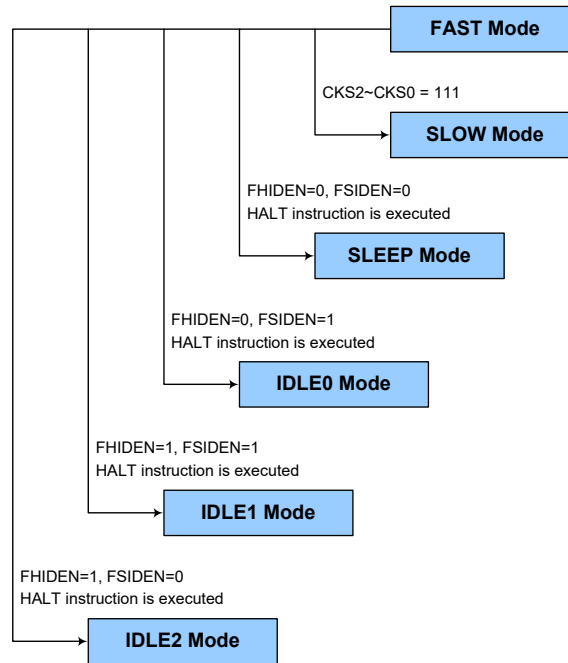 FAST Mode
CKS2~CKS0 = 111
SLOW Mode
FHIDEN=0, FSIDEN=0
HALT instruction is executed
SLEEP Mode
FHIDEN=0, FSIDEN=1
HALT instruction is executed
IDLE0 Mode
FHIDEN=1, FSIDEN=1
HALT instruction is executed
IDLE1 Mode
FHIDEN=1, FSIDEN=0
HALT instruction is executed
IDLE2 Mode